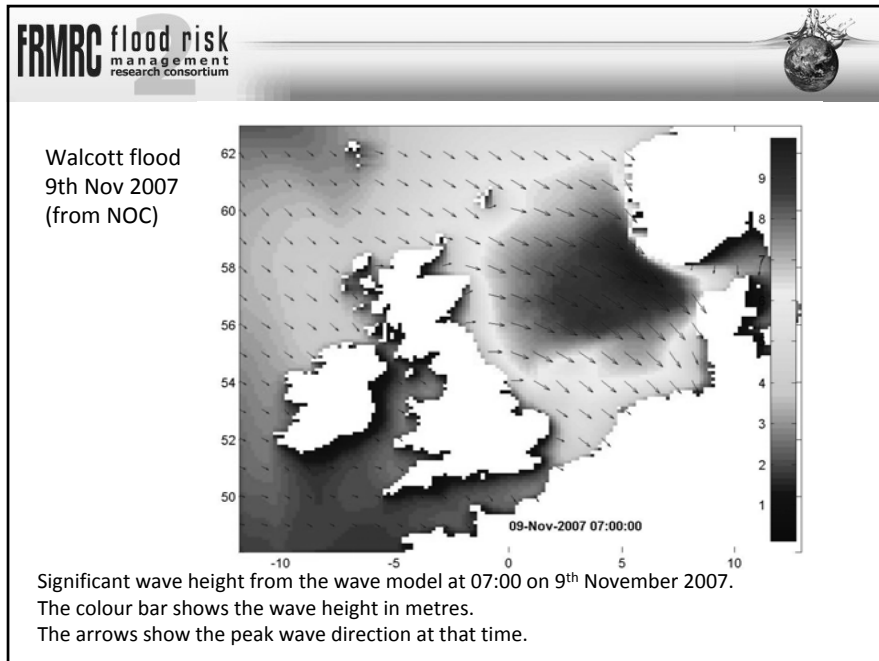 FRMRC flood risk
management
research consortium
2
Walcott flood
9th Nov 2007
(from NOC)
62
60
58
56
54
52
50
-10
-5
0
5
10
9
8
7
4
3
2
1
09-Nov-2007 07:00:00
Significant wave height from the wave model at 07:00 on 9th November 2007.
The colour bar shows the wave height in metres.
The arrows show the peak wave direction at that time.